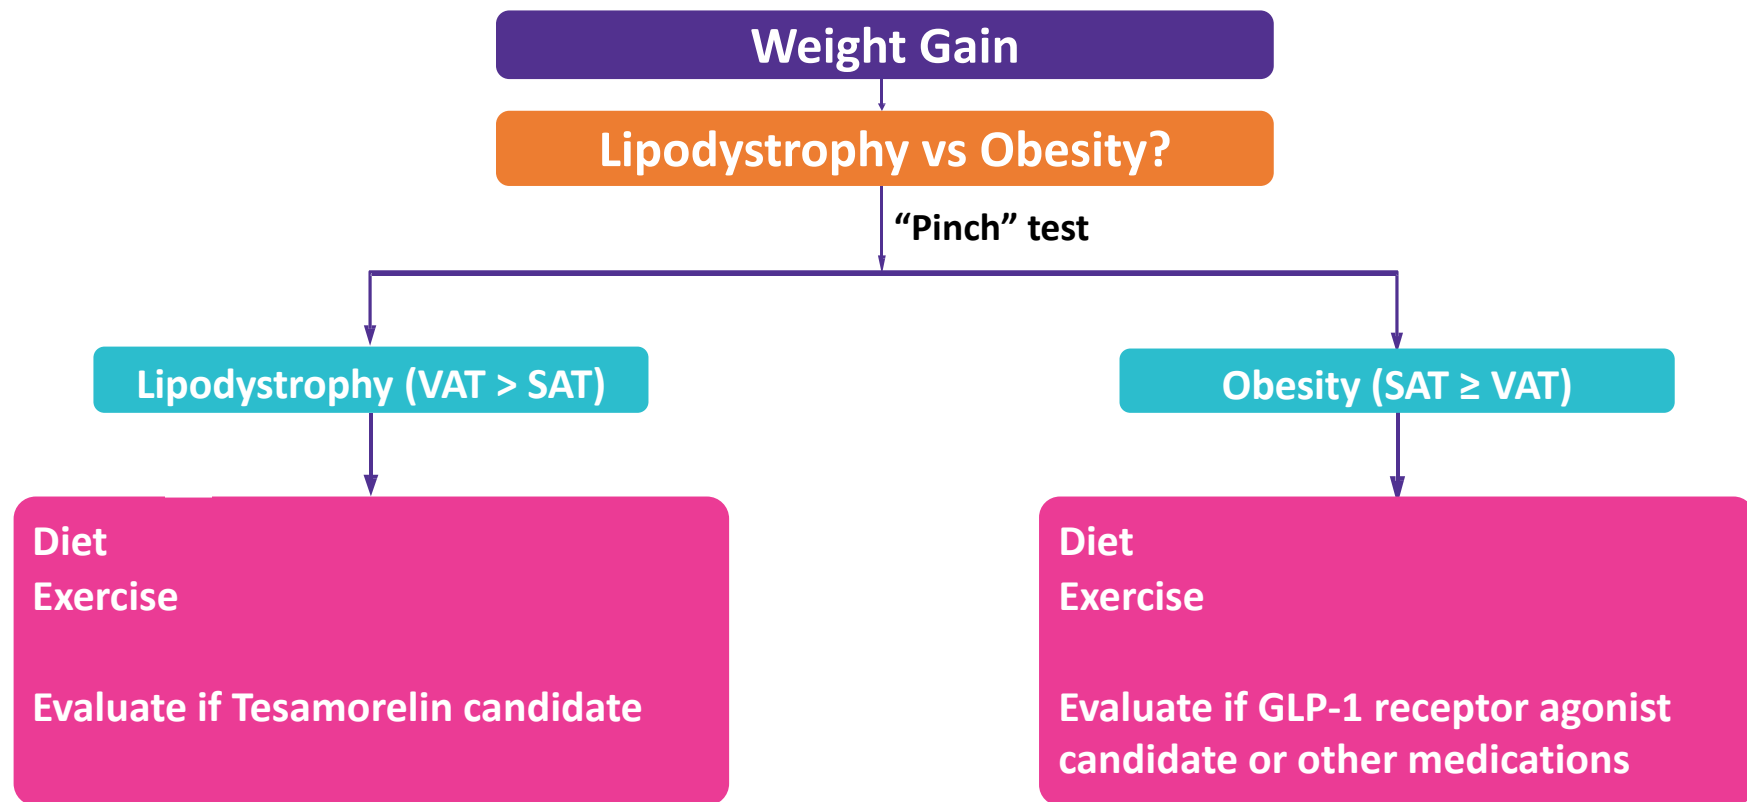 Weight Gain
Lipodystrophy vs Obesity?
“Pinch” test
Lipodystrophy (VAT > SAT)
Obesity (SAT ≥ VAT)
Diet
Exercise
Evaluate if Tesamorelin candidate
Diet
Exercise
Evaluate if GLP-1 receptor agonist
candidate or other medications